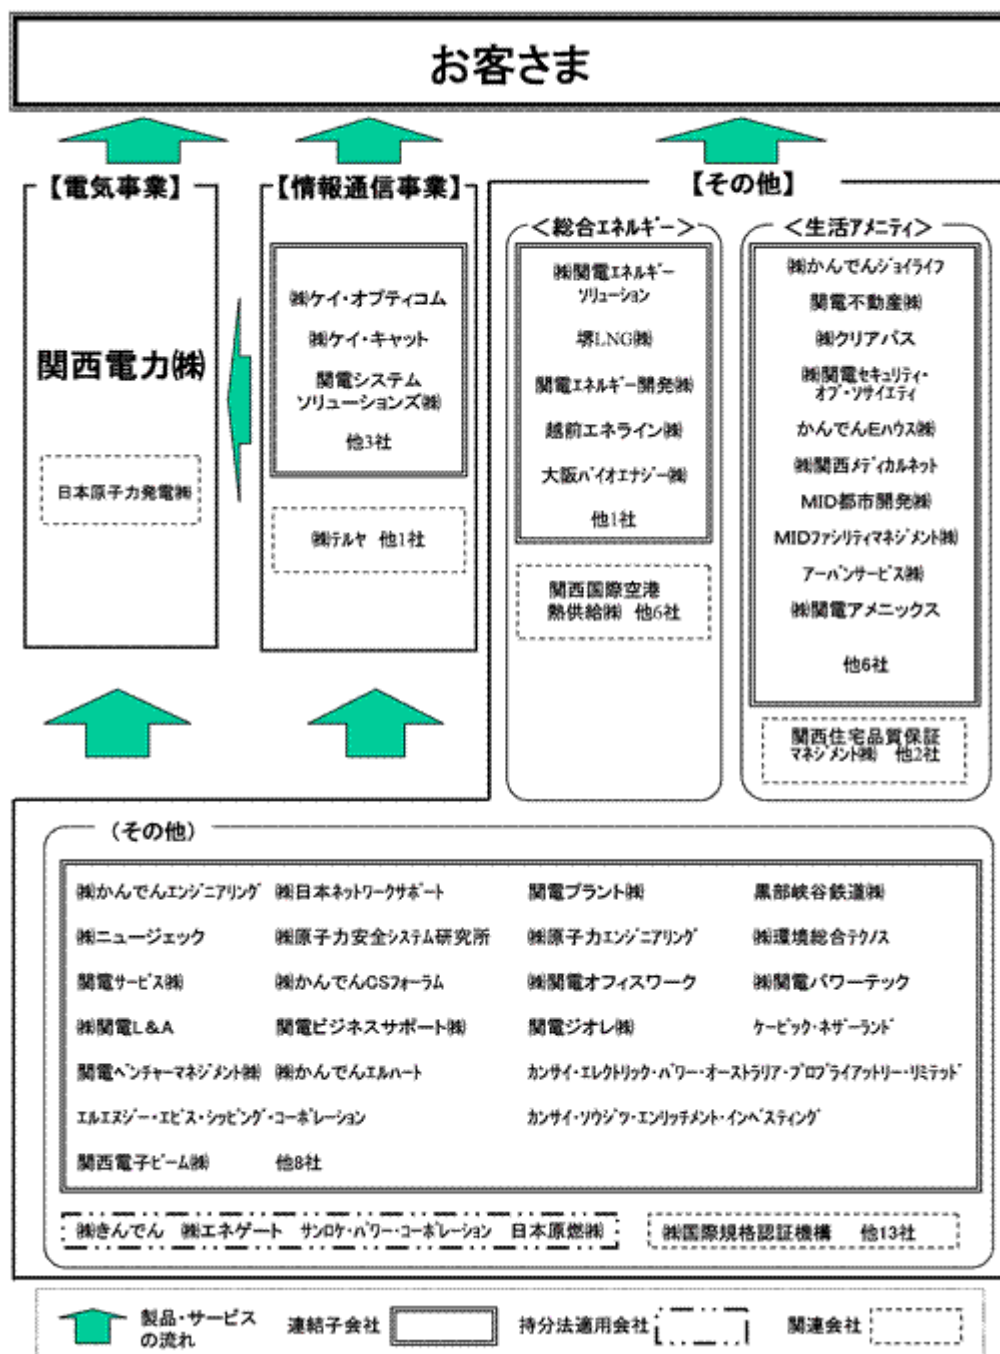 お客さま
【電気事業】
関西電力㈱
日本原子力発電㈱
【情報通信事業】
㈱ケイ・オプティコム
㈱ケイ・キャット
関電システム
ソリューションズ㈱
他3社
㈱テルヤ 他1社
【その他】
＜総合エネルギー＞
㈱関電エネルギー
ソリューション
堺LNG㈱
関電エネルギー開発㈱
越前エネライン㈱
大阪バイオエナジー㈱
他1社
関西国際空港
熱供給㈱ 他6社
＜生活アメニティ＞
㈱かんでんジョイライフ
関電不動産㈱
㈱クリアパス
㈱関電セキュリティ・
オブ・ソサイエティ
かんでんEハウス㈱
㈱関西メディカルネット
MID都市開発㈱
MIDファシリティマネジメント㈱
アーバンサービス㈱
㈱関電アメニックス
他6社
関西住宅品質保証
マネジメント㈱ 他2社
（その他）
㈱かんでんエンジニアリング ㈱日本ネットワークサポート 関電プラント㈱ 黒部峡谷鉄道㈱
㈱ニュージェック ㈱原子力安全システム研究所 ㈱原子力エンジニアリング ㈱環境総合テクノス
関電サービス㈱ ㈱かんでんCSフォーラム ㈱関電オフィスワーク ㈱関電パワーテック
㈱関電L＆A 関電ビジネスサポート㈱ 関電ジオレ㈱ ケーピック・ネザーランド
関電ベンチャーマネジメント㈱ ㈱かんでんエルハート カンサイ・エレクトリック・パワー・オーストラリア・プロプライアットリー・リミテッド
エルエヌジー・エビス・シッピング・コーポレーション カンサイ・ソウジツ・エンリッチメント・インベスティング
関西電子ビーム㈱ 他8社
㈱きんでん ㈱エネゲート サンロケ・パワー・コーポレーション 日本原燃㈱
㈱国際規格認証機構 他13社
製品・サービス
の流れ
連結子会社
持分法適用会社
関連会社